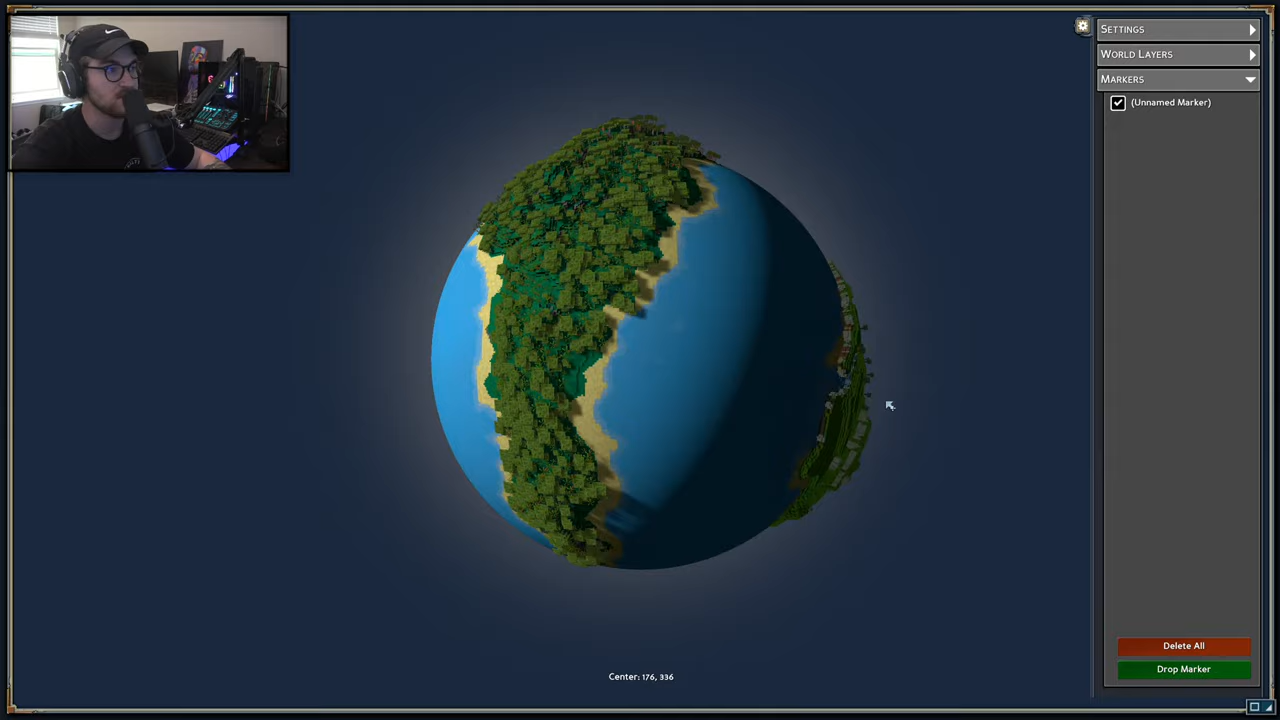 SETTINGS
WORLD LAYERS
MARKERS
(Unnamed Marker)
Delete All
Drop Marker
Center: 176, 336